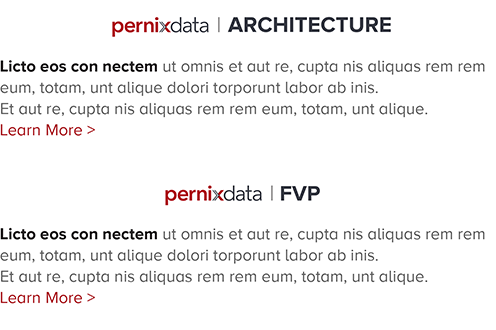 pernixdata | ARCHITECTURE
Licto eos con nectem ut omnis et aut re, cupta nis aliquas rem rem
eum, totam, unt alique dolori torporunt labor ab inis.
Et aut re, cupta nis aliquas rem rem eum, totam, unt alique.
Learn More >
pernixdata | FVP
Licto eos con nectem ut omnis et aut re, cupta nis aliquas rem rem
eum, totam, unt alique dolori torporunt labor ab inis.
Et aut re, cupta nis aliquas rem rem eum, totam, unt alique.
Learn More >